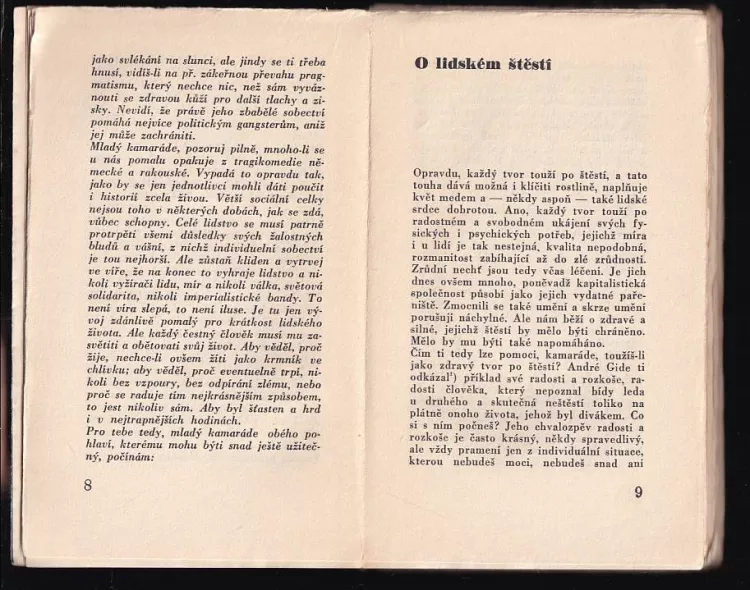 jako svlékání na slunci, ale jindy se ti třeba
hnusí, vidíš-li na př. zákeřnou převahu prag-
matismu, který nechce nic, než sám vyváz-
nouti se zdravou kůží pro další tlachy a zi-
sky. Nevidí, že právě jeho zbabělé sobectví
pomáhá nejvíce politickým gangsterům, aniž
jej může zachrániti.
Mladý kamaráde, pozoruj pilně, mnoho-li se
u nás pomalu opakuje z tragikomedie ně-
mecké a rakouské. Vypadá to opravdu tak,
jako by se jen jednotlivci mohli dáti poučit
i historií zcela živou. Větší sociální celky
nejsou toho v některých dobách, jak se zdá,
vůbec schopny. Celé lidstvo se musí patrně
protrpěti všemi důsledky svých žalostných
bludů a vášní, z nichž individuelní sobectví
je tou nejhorší. Ale zůstaň kliden a vytrvej
ve víře, že na konec to vyhraje lidstvo a ni-
koli vyžírači lidu, mír a nikoli válka, světová
solidarita, nikoli imperialistické bandy. To
není víra slepá, to není iluse. Je tu jen vý-
voj zdánlivě pomalý pro krátkost lidského
života. Ale každý čestný člověk musí mu za-
světiti a obětovati svůj život. Aby věděl, proč
žije, nechce-li ovšem žíti jako krmník ve
chlívku; aby věděl, proč eventuelně trpí, ni-
koli bez vzpoury, bez odpírání zlému, nebo
proč se raduje tím nejkrásnějším způsobem,
to jest nikoliv sám. Aby byl šťasten a hrd
i v nejtrapnějších hodinách.
Pro tebe tedy, mladý kamaráde obého po-
hlaví, kterému mohu býti snad ještě užiteč-
ný, počínám:
8
O lidském štěstí
Opravdu, každý tvor touží po štěstí, a tato
touha dává možná i klíčiti rostlině, naplňuje
květ medem a — někdy aspoň — také lidské
srdce dobrotou. Ano, každý tvor touží po
radostném a svobodném ukájení svých fy-
sických i psychických potřeb, jejichž míra
i u lidí je tak nestejná, kvalita nepodobná,
rozmanitost zabíhající až do zlé zrůdnosti.
Zrůdní nechť jsou tedy včas léčeni. Je jich
dnes ovšem mnoho, poněvadž kapitalistická
společnost působí jako jejich vydatné paře-
niště. Zmocnili se také umění a skrze umění
porušují náchylné. Ale nám běží o zdravé a
silné, jejichž štěstí by mělo býti chráněno.
Mělo by mu býti také napomáháno.
Čím ti tedy lze pomoci, kamaráde, toužíš-li
jako zdravý tvor po štěstí? André Gide ti
odkázal¹) příklad své radosti a rozkoše, ra-
dosti člověka, který nepoznal bídy leda
u druhého a skutečná neštěstí toliko na
plátně onoho života, jehož byl divákem. Co
si s ním počneš? Jeho chvalozpěv radosti a
rozkoše je často krásný, někdy spravedlivý,
ale vždy pramení jen z individuální situace,
kterou nebudeš moci, nebudeš snad ani
9